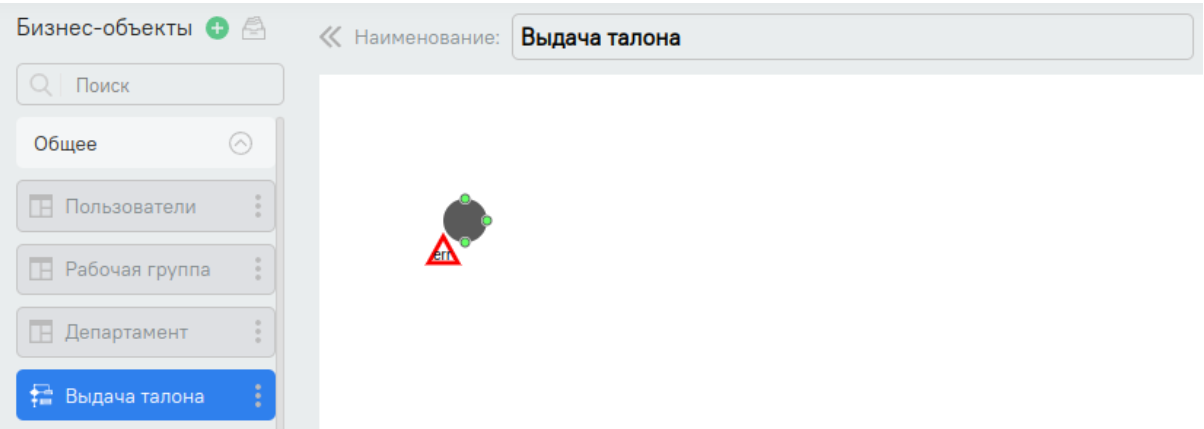 Бизнес-объекты
Наименование: Выдача талона
Поиск
Общее
Пользователи
Рабочая группа
Департамент
Выдача талона
err